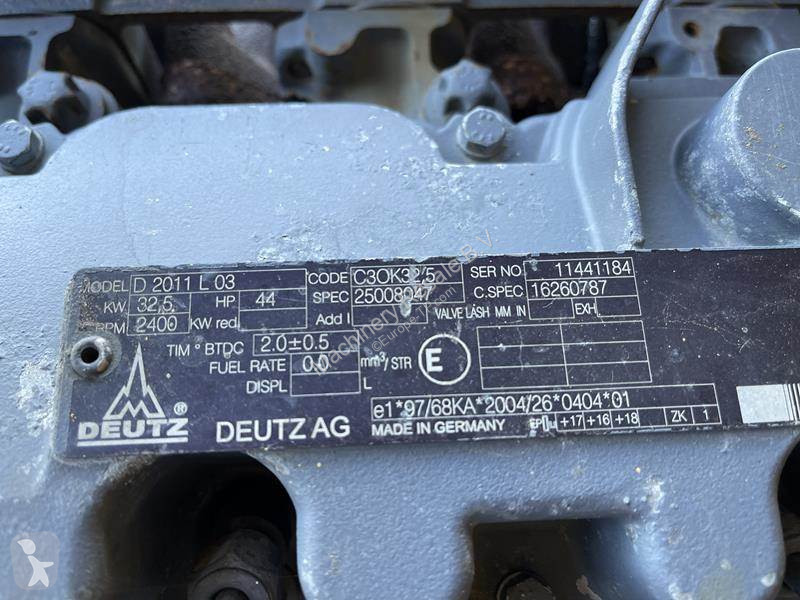 MODEL D 2011 L 03 CODE C3OK32/5 SER NO. 11441184
KW 32,5 HP 44 SPEC 25008047 C.SPEC 16260787
RPM 2400 KW red. Add I VALVE LASH MM IN EXH
TIM ° BTDC 2.0±0.5
FUEL RATE 0,0 mm³/STR E
DISPL L
e1*97/68KA*2004/26*0404*01
DEUTZ ® DEUTZ AG MADE IN GERMANY +17 +16 +18 ZK 1